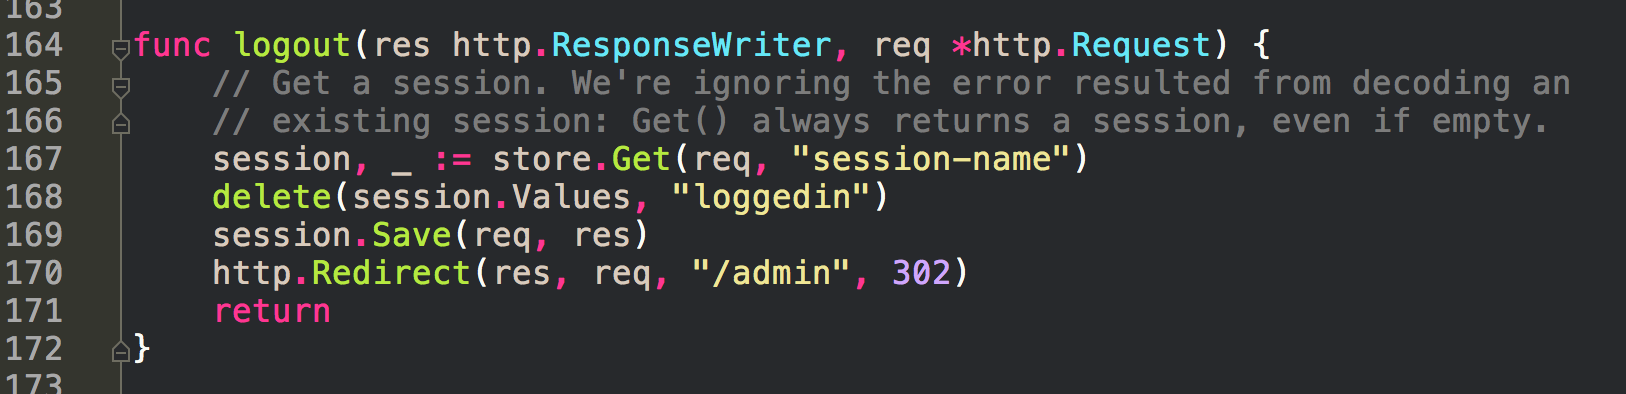 163
164 func logout(res http.ResponseWriter, req *http.Request) {
165 // Get a session. We're ignoring the error resulted from decoding an
166 // existing session: Get() always returns a session, even if empty.
167 session, _ := store.Get(req, "session-name")
168 delete(session.Values, "loggedin")
169 session.Save(req, res)
170 http.Redirect(res, req, "/admin", 302)
171 return
172 }
173